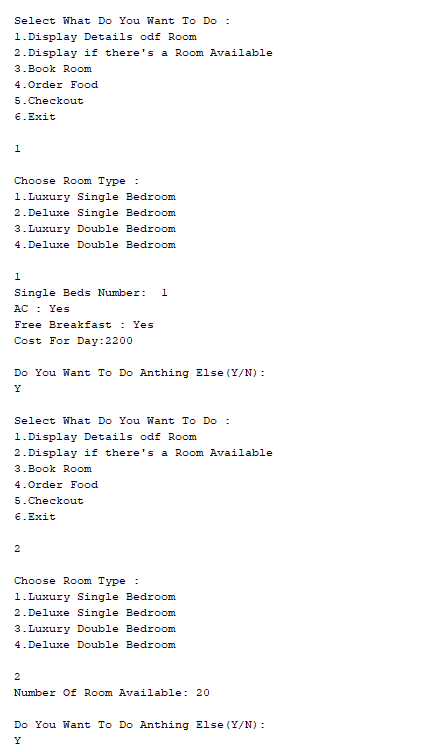 Select What Do You Want To Do :
1.Display Details odf Room
2.Display if there's a Room Available
3.Book Room
4.Order Food
5.Checkout
6.Exit
1
Choose Room Type :
1.Luxury Single Bedroom
2.Deluxe Single Bedroom
3.Luxury Double Bedroom
4.Deluxe Double Bedroom
1
Single Beds Number:  1
AC : Yes
Free Breakfast : Yes
Cost For Day:2200
Do You Want To Do Anthing Else(Y/N):
Y
Select What Do You Want To Do :
1.Display Details odf Room
2.Display if there's a Room Available
3.Book Room
4.Order Food
5.Checkout
6.Exit
2
Choose Room Type :
1.Luxury Single Bedroom
2.Deluxe Single Bedroom
3.Luxury Double Bedroom
4.Deluxe Double Bedroom
2
Number Of Room Available: 20
Do You Want To Do Anthing Else(Y/N):
Y